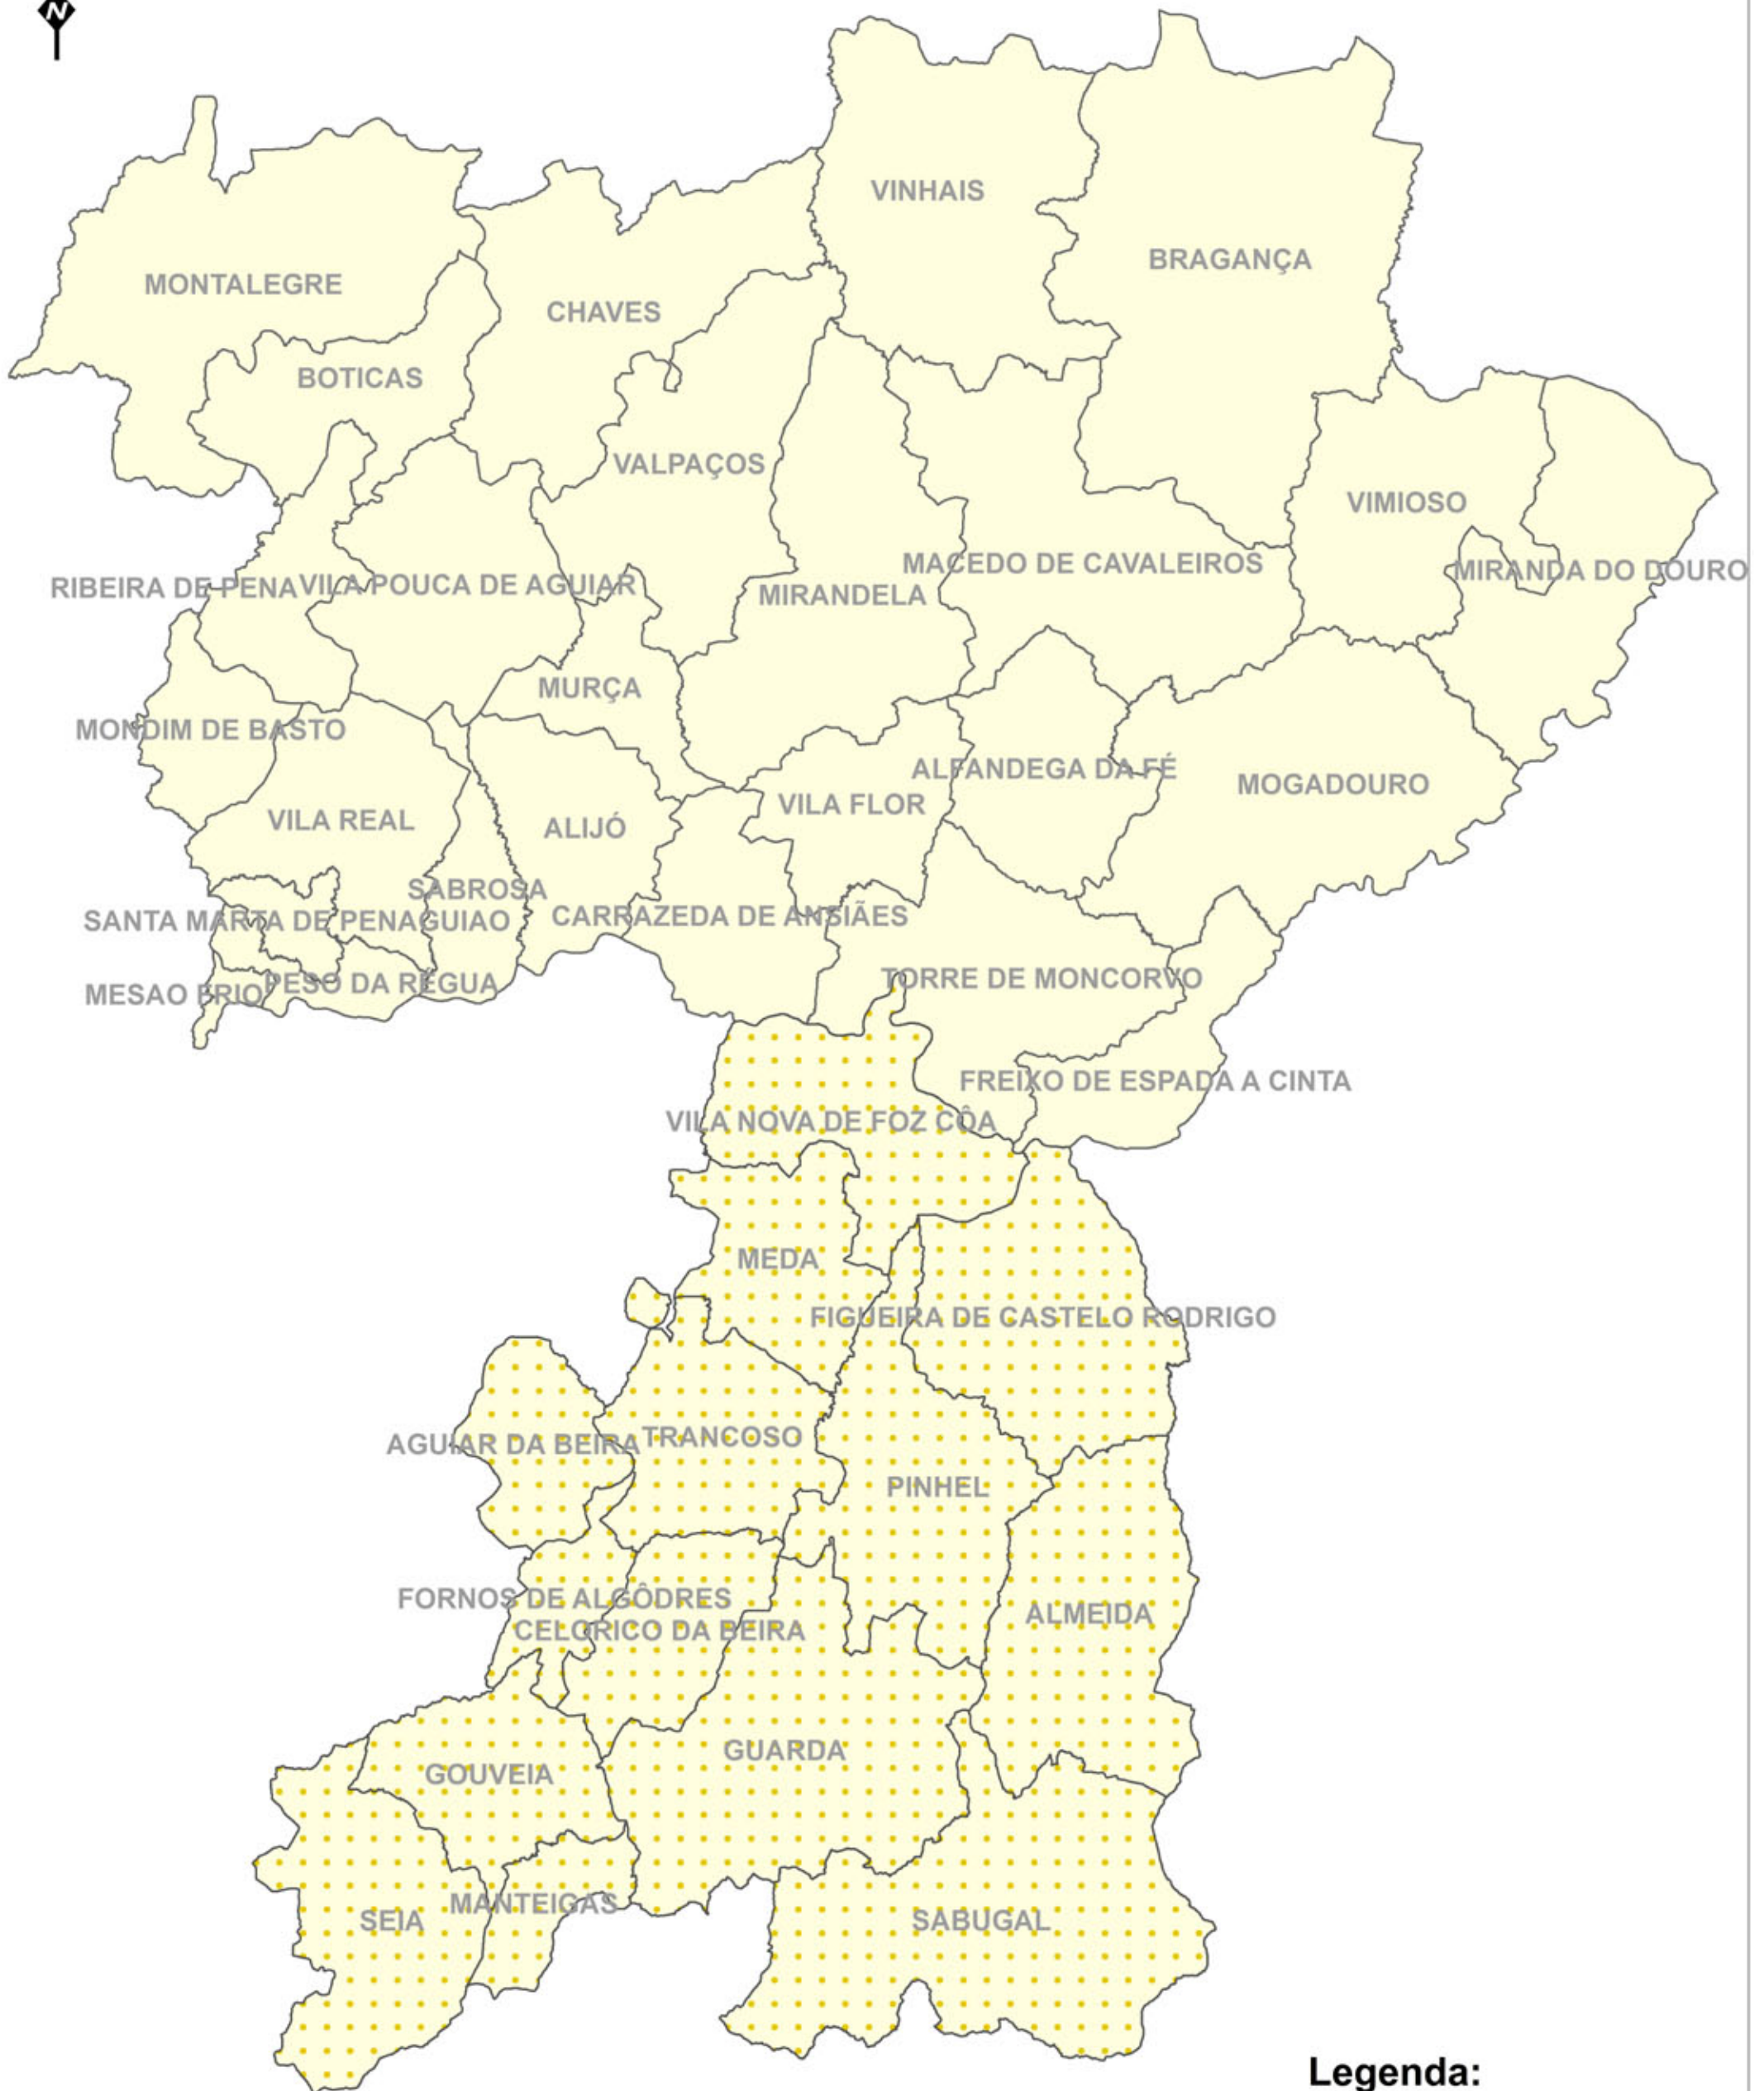 N
VINHAIS
BRAGANÇA
MONTALEGRE
CHAVES
BOTICAS
VALPAÇOS
VIMIOSO
MACEDO DE CAVALEIROS
MIRANDA DO DOURO
RIBEIRA DE PENA
VILA POUCA DE AGUIAR
MIRANDELA
MURÇA
MONDIM DE BASTO
ALFANDEGA DA FÉ
MOGADOURO
VILA FLOR
VILA REAL
ALIJÓ
SABROSA
SANTA MARTA DE PENAGUIAO
CARRAZEDA DE ANSIÃES
TORRE DE MONCORVO
PESO DA RÉGUA
MESAO FRIO
FREIXO DE ESPADA A CINTA
VILA NOVA DE FOZ CÔA
MEDA
FIGUEIRA DE CASTELO RODRIGO
AGUIAR DA BEIRA
TRANCOSO
PINHEL
FORNOS DE ALGÔDRES
ALMEIDA
CELORICO DA BEIRA
GUARDA
GOUVEIA
MANTEIGAS
SEIA
SABUGAL
Legenda: